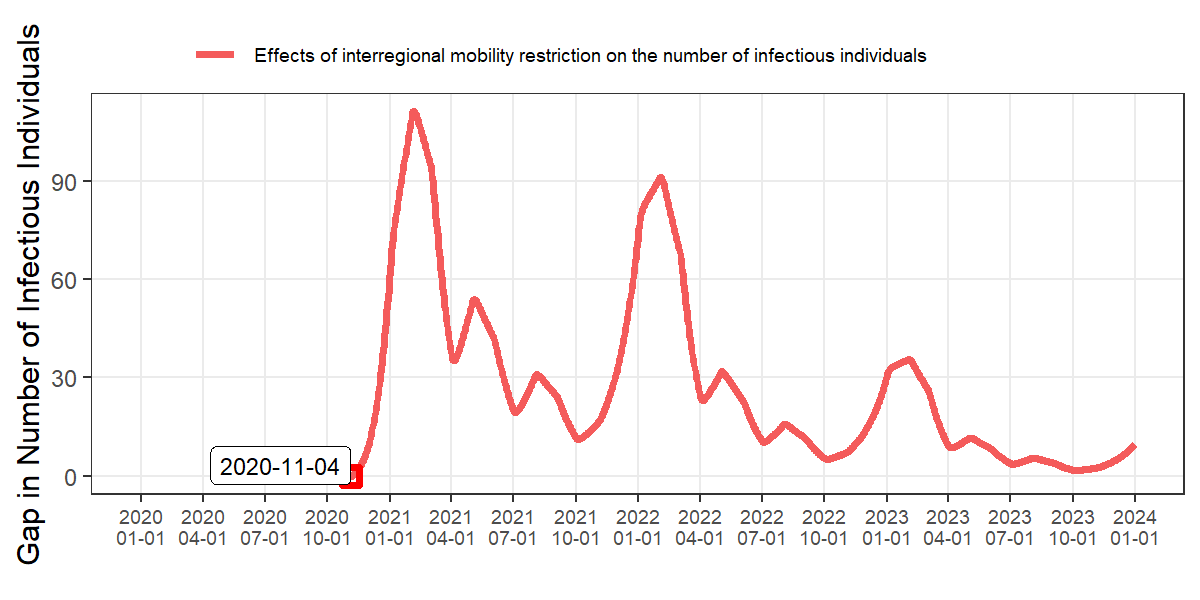 Effects of interregional mobility restriction on the number of infectious individuals
Gap in Number of Infectious Individuals
90
60
30
0
2020-11-04
2020 2020 2020 2020 2021 2021 2021 2021 2022 2022 2022 2022 2023 2023 2023 2023 2024
01-01 04-01 07-01 10-01 01-01 04-01 07-01 10-01 01-01 04-01 07-01 10-01 01-01 04-01 07-01 10-01 01-01